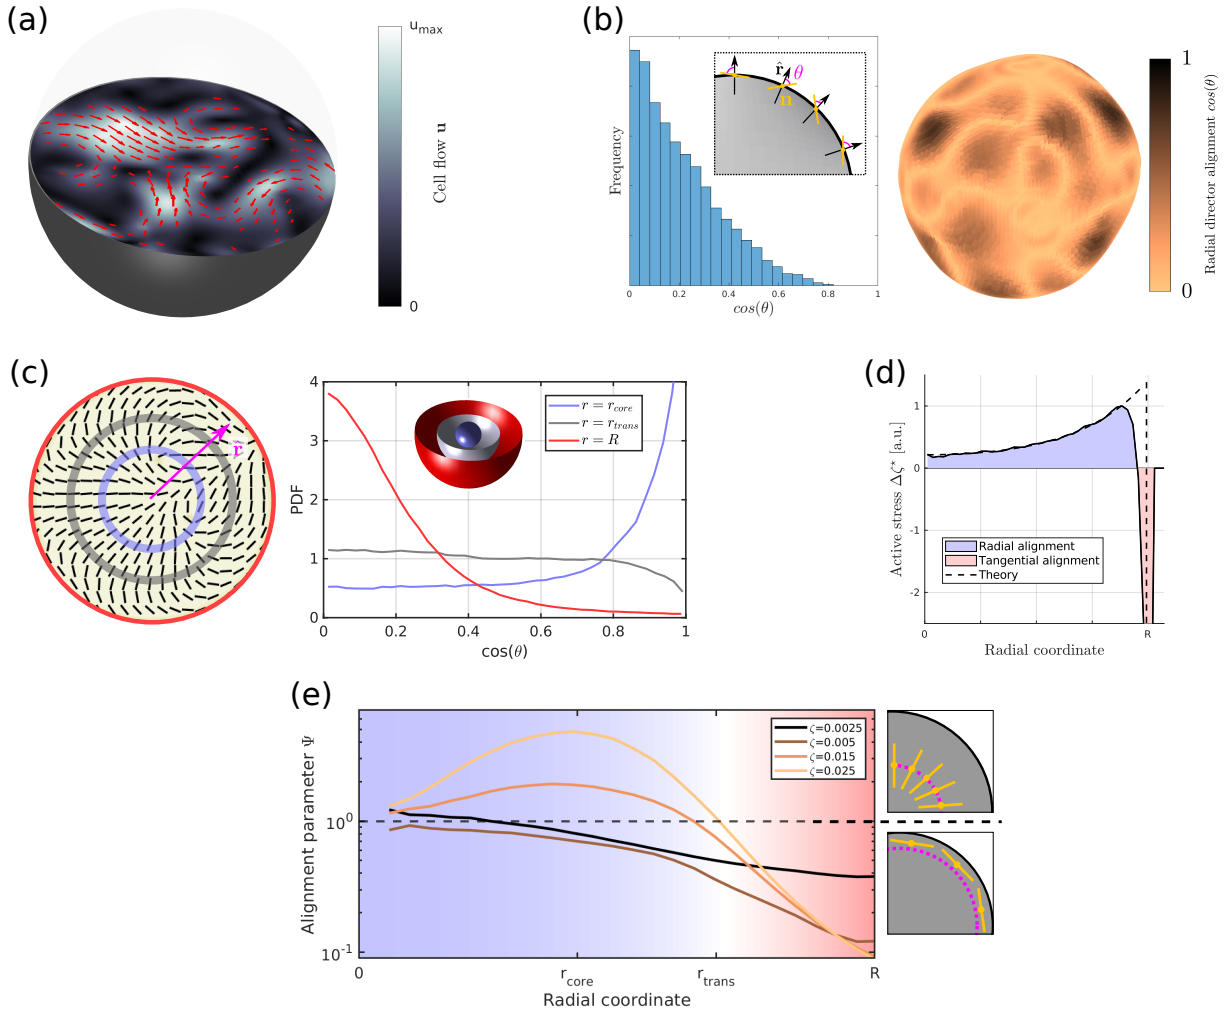 (a)
u_max
Cell flow u
0
(b)
Frequency
r̂
θ
n
0
0.2
0.4
0.6
0.8
1
cos(θ)
1
0
Radial director alignment cos(θ)
(c)
r̂
4
3
2
1
0
PDF
r = r_core
r = r_trans
r = R
0
0.2
0.4
0.6
0.8
1
cos(θ)
(d)
Active stress Δζ* [a.u.]
1
0
-1
-2
Radial alignment
Tangential alignment
Theory
0
R
Radial coordinate
(e)
Alignment parameter Ψ
10^0
10^-1
ζ=0.0025
ζ=0.005
ζ=0.015
ζ=0.025
0
r_core
r_trans
R
Radial coordinate